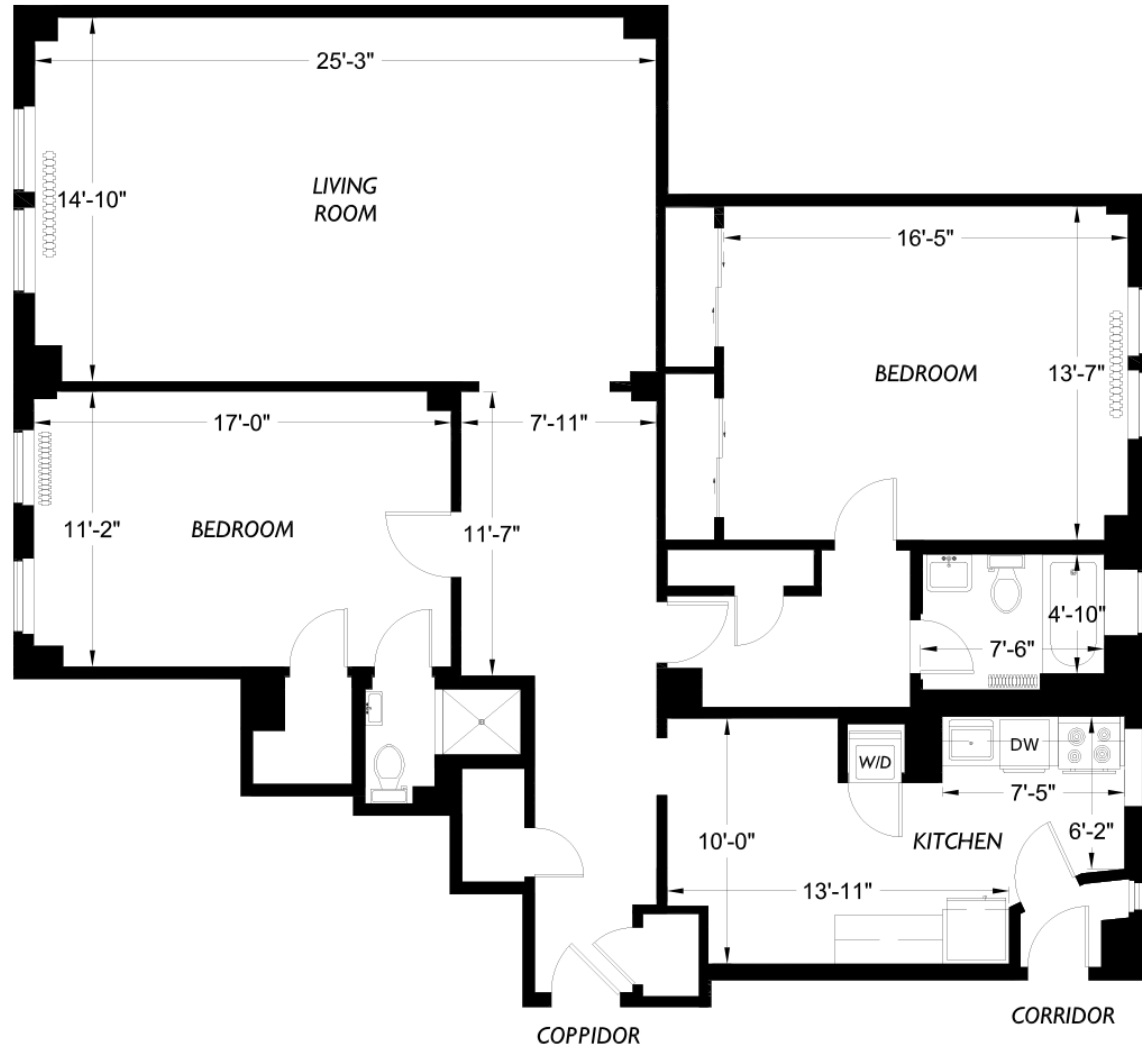 25'-3"
14'-10"
LIVING
ROOM
16'-5"
BEDROOM
13'-7"
17'-0"
7'-11"
11'-2"
BEDROOM
11'-7"
4'-10"
7'-6"
W/D
DW
7'-5"
10'-0"
KITCHEN
6'-2"
13'-11"
CORRIDOR
COPPIDOR